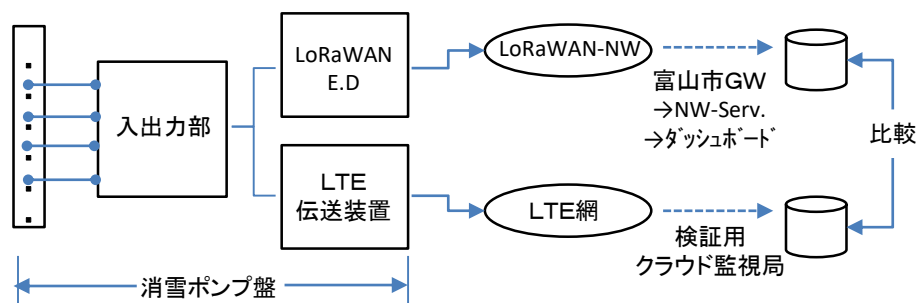 LoRaWAN
E.D
入出力部
LTE
伝送装置
LoRaWAN-NW
富山市GW
→NW-Serv.
→ﾀﾞｯｼｭﾎﾞｰﾄﾞ
LTE網
検証用
クラウド監視局
比較
消雪ポンプ盤